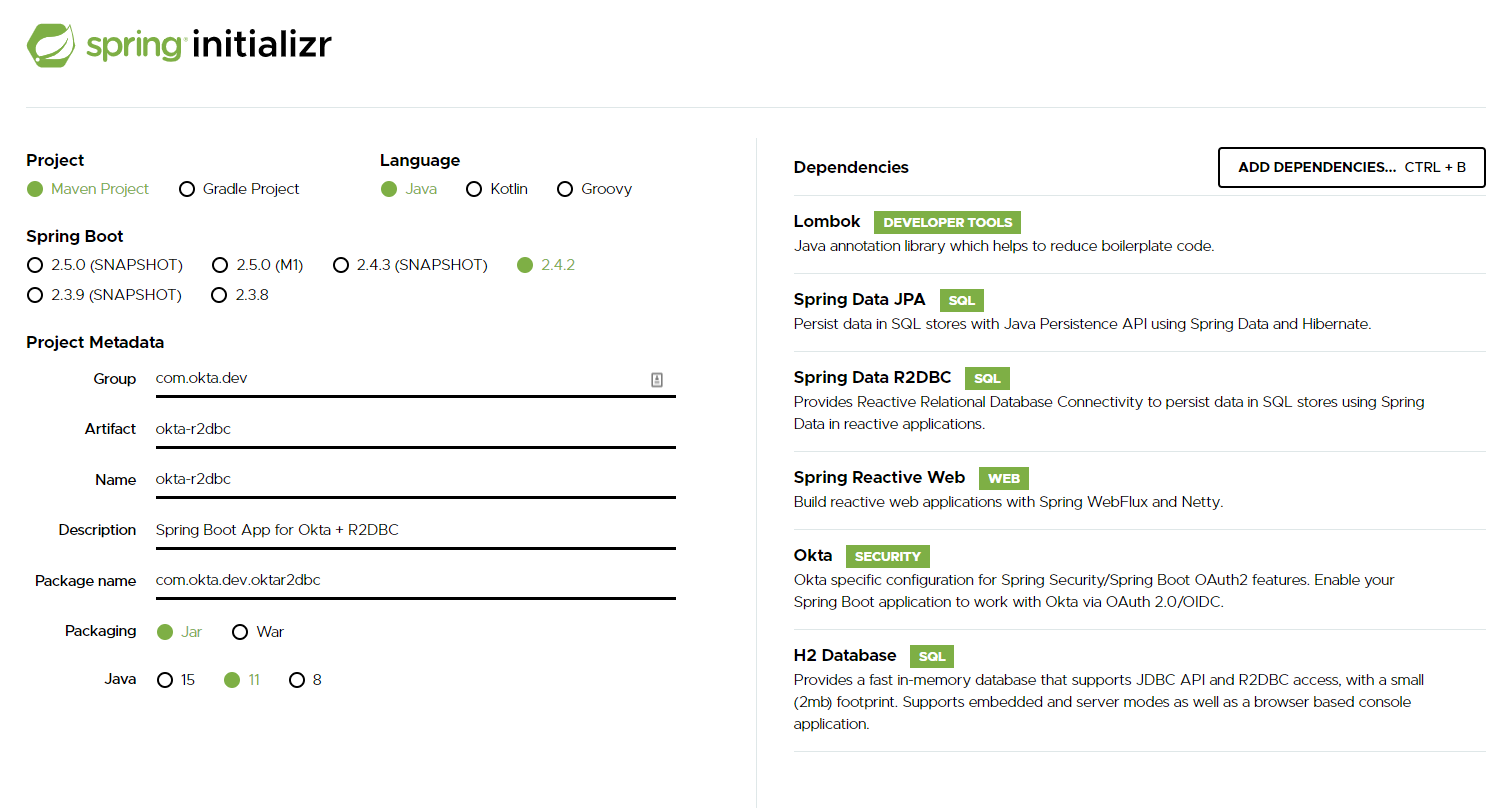 spring initializr
Project
Maven Project Gradle Project
Language
Java Kotlin Groovy
Spring Boot
2.5.0 (SNAPSHOT) 2.5.0 (M1) 2.4.3 (SNAPSHOT) 2.4.2
2.3.9 (SNAPSHOT) 2.3.8
Project Metadata
Group com.okta.dev
Artifact okta-r2dbc
Name okta-r2dbc
Description Spring Boot App for Okta + R2DBC
Package name com.okta.dev.oktar2dbc
Packaging Jar War
Java 15 11 8
Dependencies ADD DEPENDENCIES... CTRL + B
Lombok DEVELOPER TOOLS
Java annotation library which helps to reduce boilerplate code.
Spring Data JPA SQL
Persist data in SQL stores with Java Persistence API using Spring Data and Hibernate.
Spring Data R2DBC SQL
Provides Reactive Relational Database Connectivity to persist data in SQL stores using Spring
Data in reactive applications.
Spring Reactive Web WEB
Build reactive web applications with Spring WebFlux and Netty.
Okta SECURITY
Okta specific configuration for Spring Security/Spring Boot OAuth2 features. Enable your
Spring Boot application to work with Okta via OAuth 2.0/OIDC.
H2 Database SQL
Provides a fast in-memory database that supports JDBC API and R2DBC access, with a small
(2mb) footprint. Supports embedded and server modes as well as a browser based console
application.